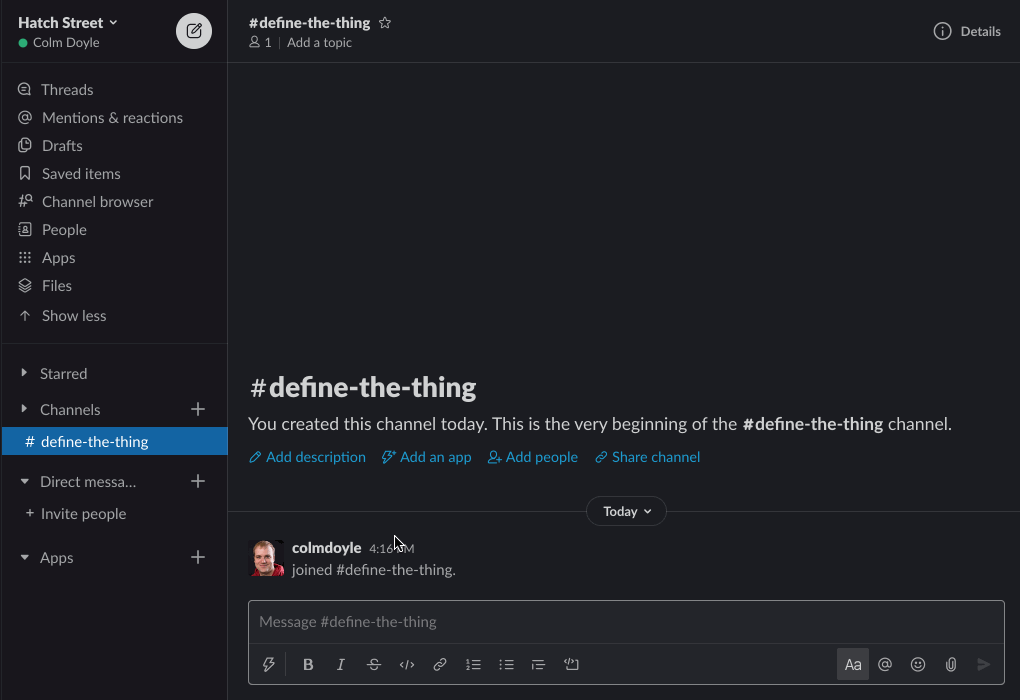 Hatch Street
Colm Doyle
Threads
Mentions & reactions
Drafts
Saved items
Channel browser
People
Apps
Files
Show less
Starred
Channels
# define-the-thing
Direct messa...
+ Invite people
Apps
#define-the-thing
1 | Add a topic
Details
#define-the-thing
You created this channel today. This is the very beginning of the #define-the-thing channel.
Add description Add an app Add people Share channel
Today
colmdoyle 4:16
joined #define-the-thing.
Message #define-the-thing
B I S </> Aa @